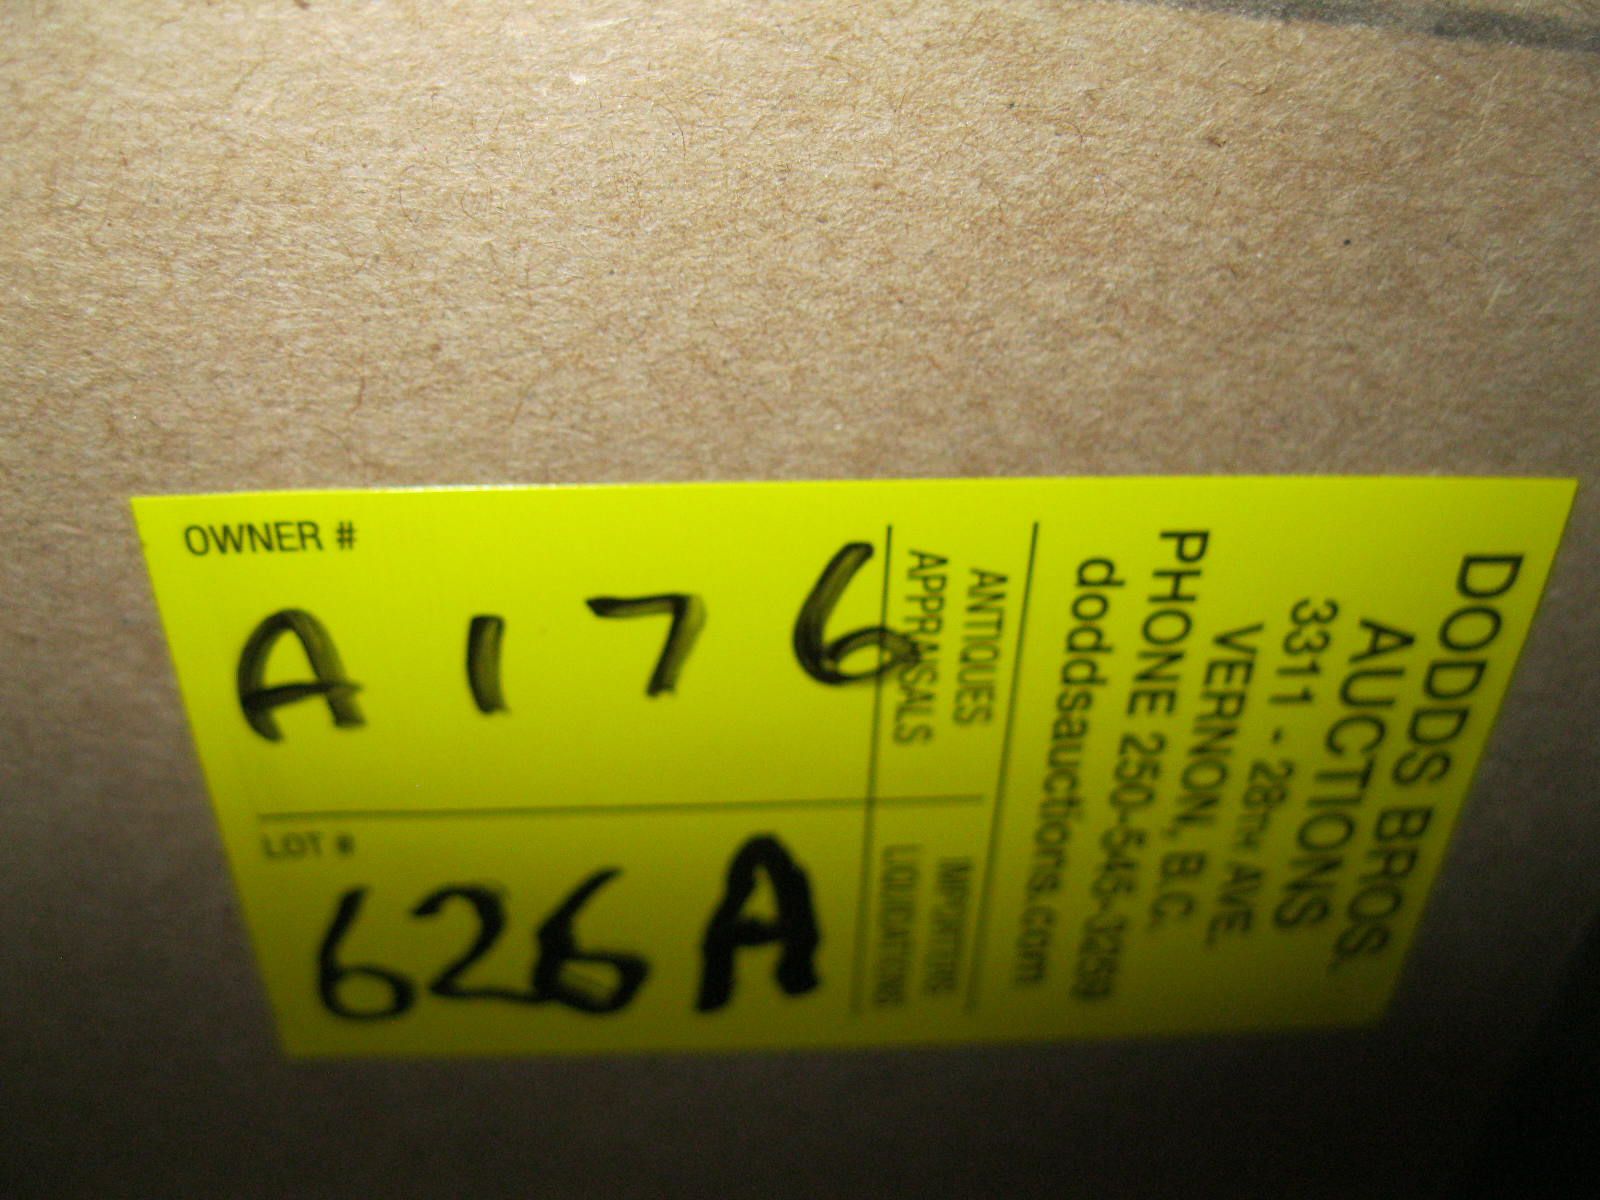 OWNER #
A 176
LOT #
626A
DODDS BROS.
AUCTIONS
3311 - 28TH AVE.
VERNON, B.C.
PHONE 250-545-3259
doddsauctions.com
ANTIQUES
APPRAISALS
IMPORTERS
LIQUIDATIONS